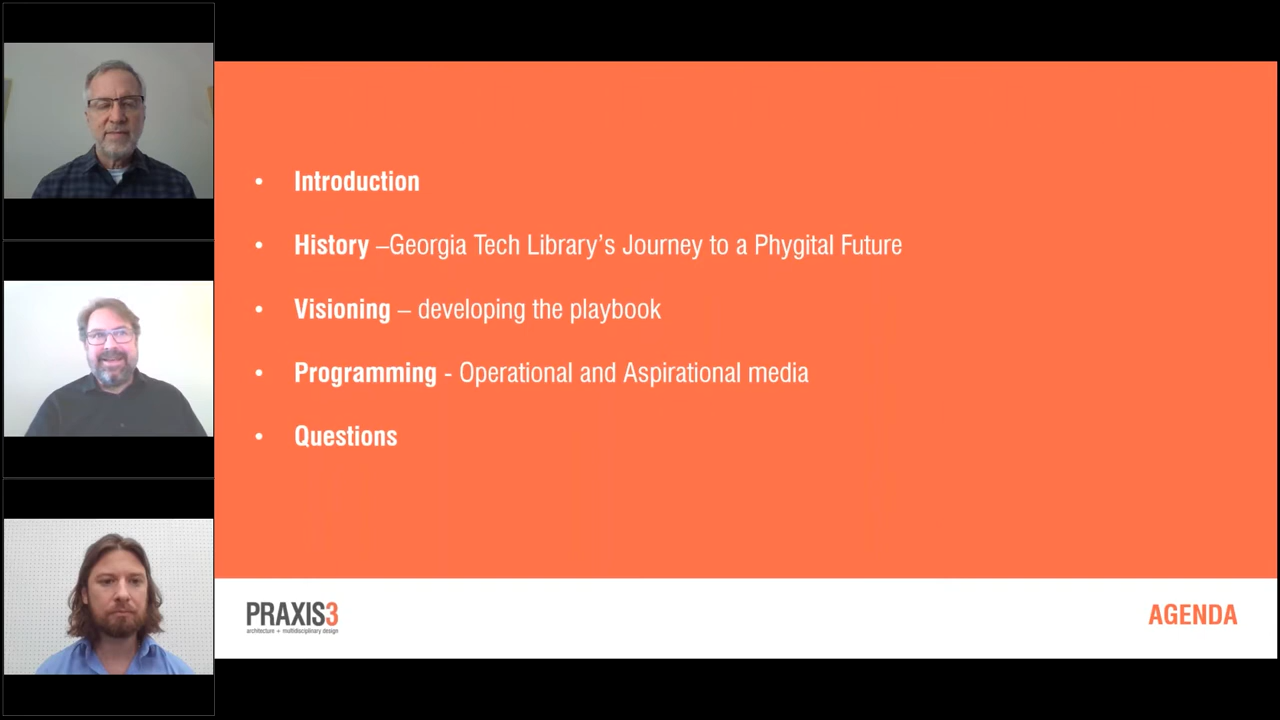 • Introduction
• History –Georgia Tech Library's Journey to a Phygital Future
• Visioning – developing the playbook
• Programming - Operational and Aspirational media
• Questions
PRAXIS3
architecture + multidisciplinary design
AGENDA